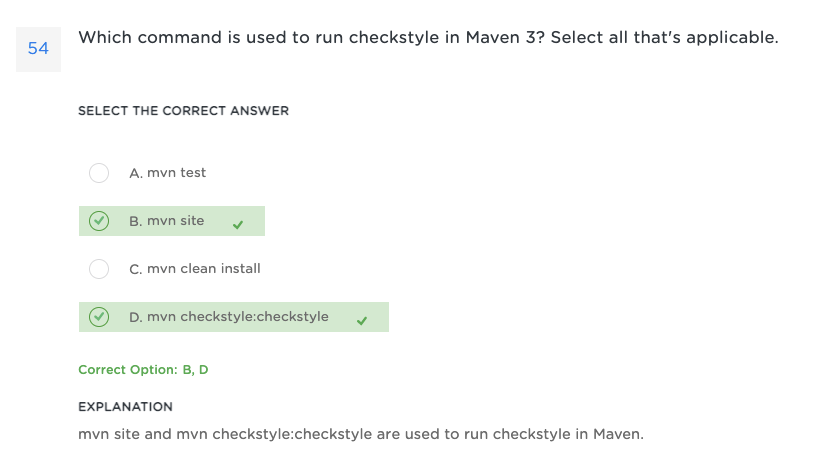 54
Which command is used to run checkstyle in Maven 3? Select all that's applicable.
SELECT THE CORRECT ANSWER
A. mvn test
B. mvn site
C. mvn clean install
D. mvn checkstyle:checkstyle
Correct Option: B, D
EXPLANATION
mvn site and mvn checkstyle:checkstyle are used to run checkstyle in Maven.